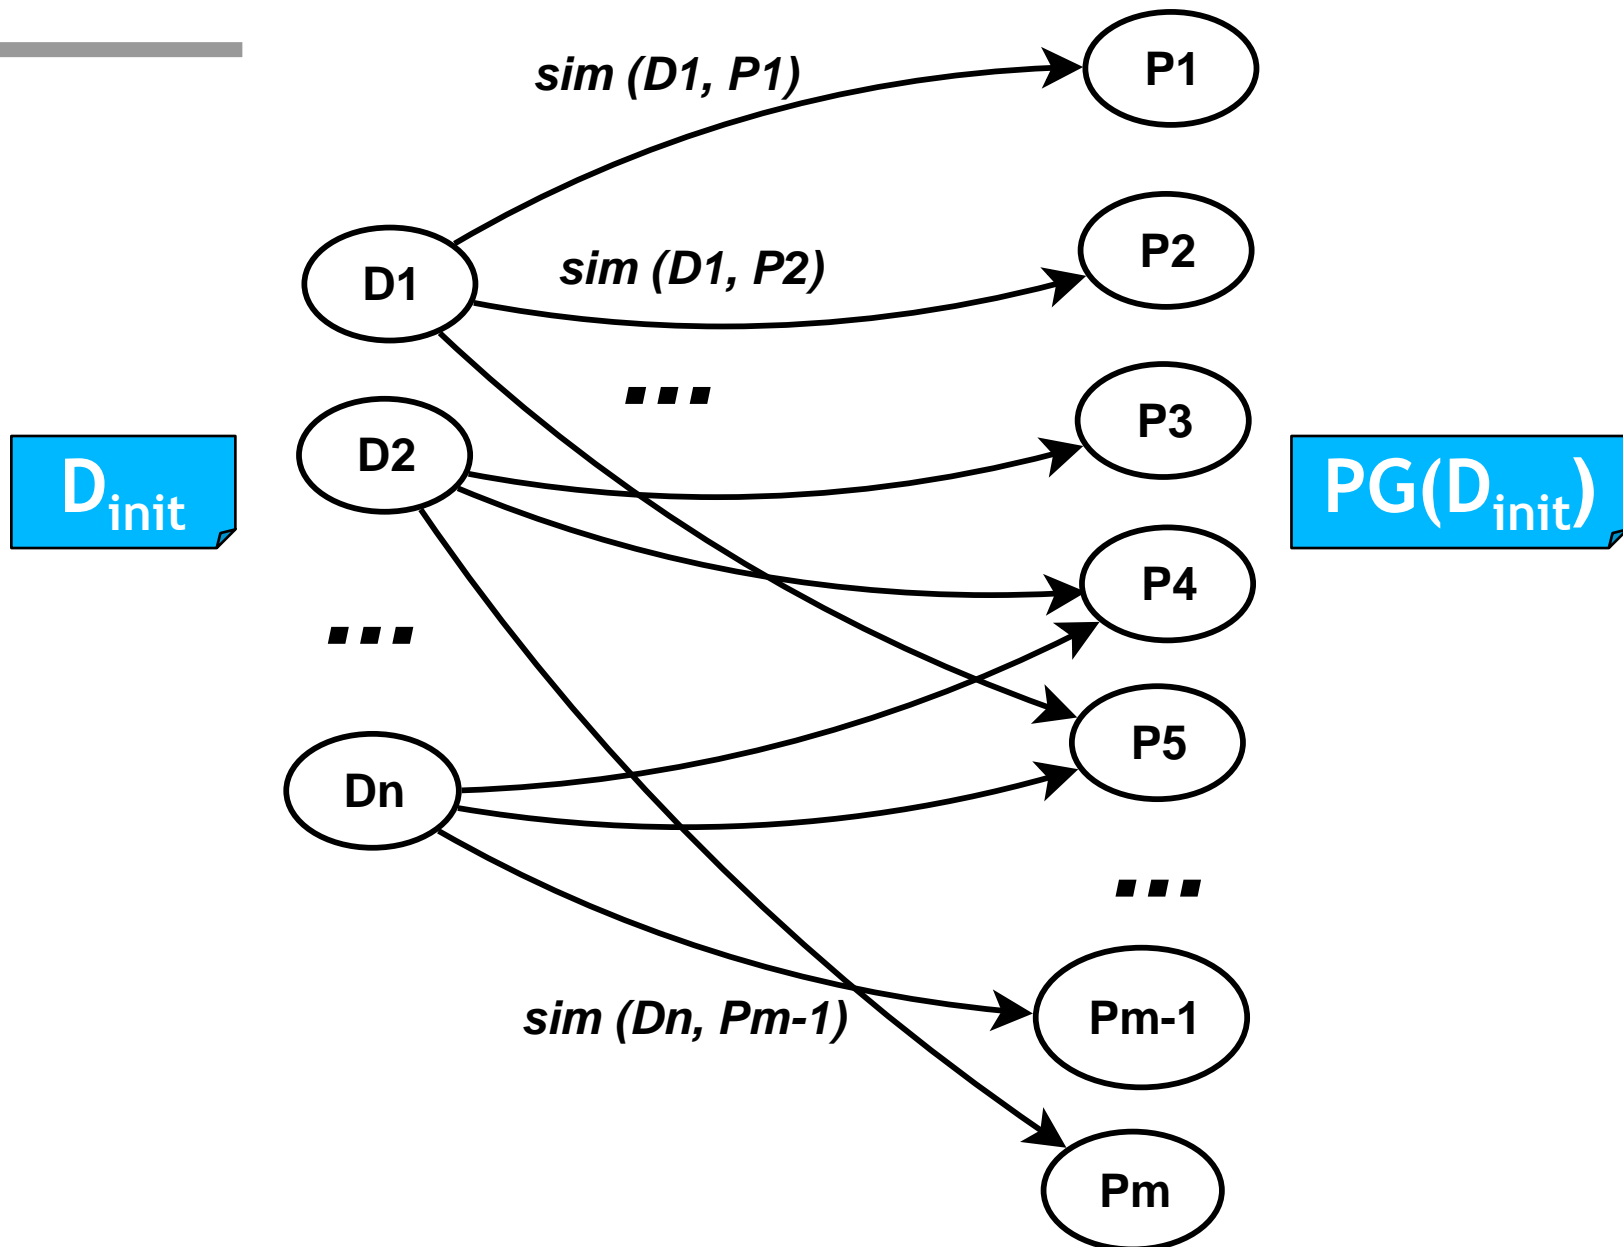 sim (D1, P1)
P1
D1
sim (D1, P2)
P2
...
D2
P3
D_init
PG(D_init)
P4
...
Dn
P5
...
sim (Dn, Pm-1)
Pm-1
Pm